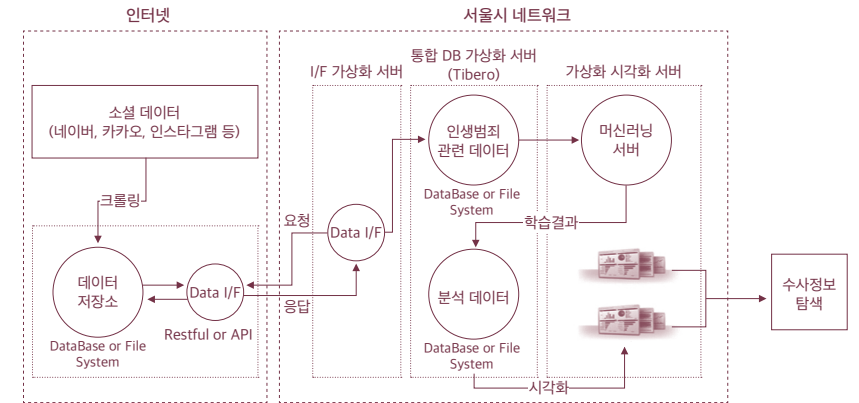 인터넷
서울시 네트워크
I/F 가상화 서버
통합 DB 가상화 서버
(Tibero)
가상화 시각화 서버
소셜 데이터
(네이버, 카카오, 인스타그램 등)
크롤링
데이터
저장소
DataBase or File
System
Data I/F
Restful or API
요청
응답
Data I/F
인생범죄
관련 데이터
DataBase or File
System
머신러닝
서버
학습결과
분석 데이터
DataBase or File
System
시각화
수사정보
탐색